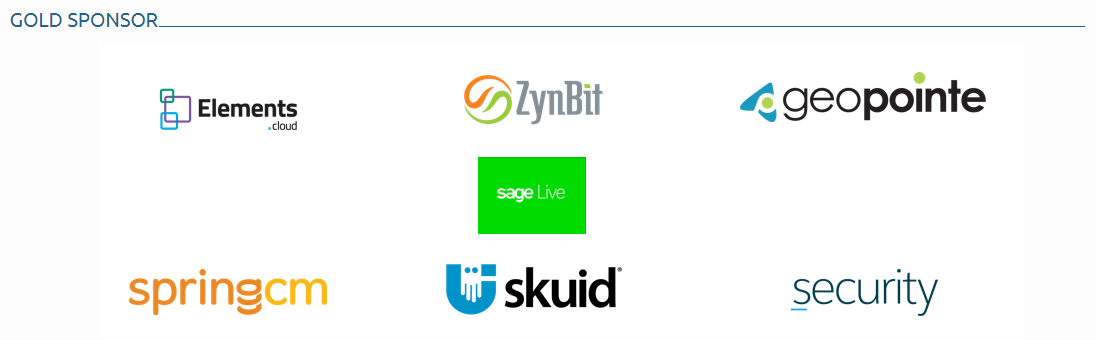 GOLD SPONSOR
Elements
.cloud
ZynBit
geopointe
sage Live
springcm
skuid®
security